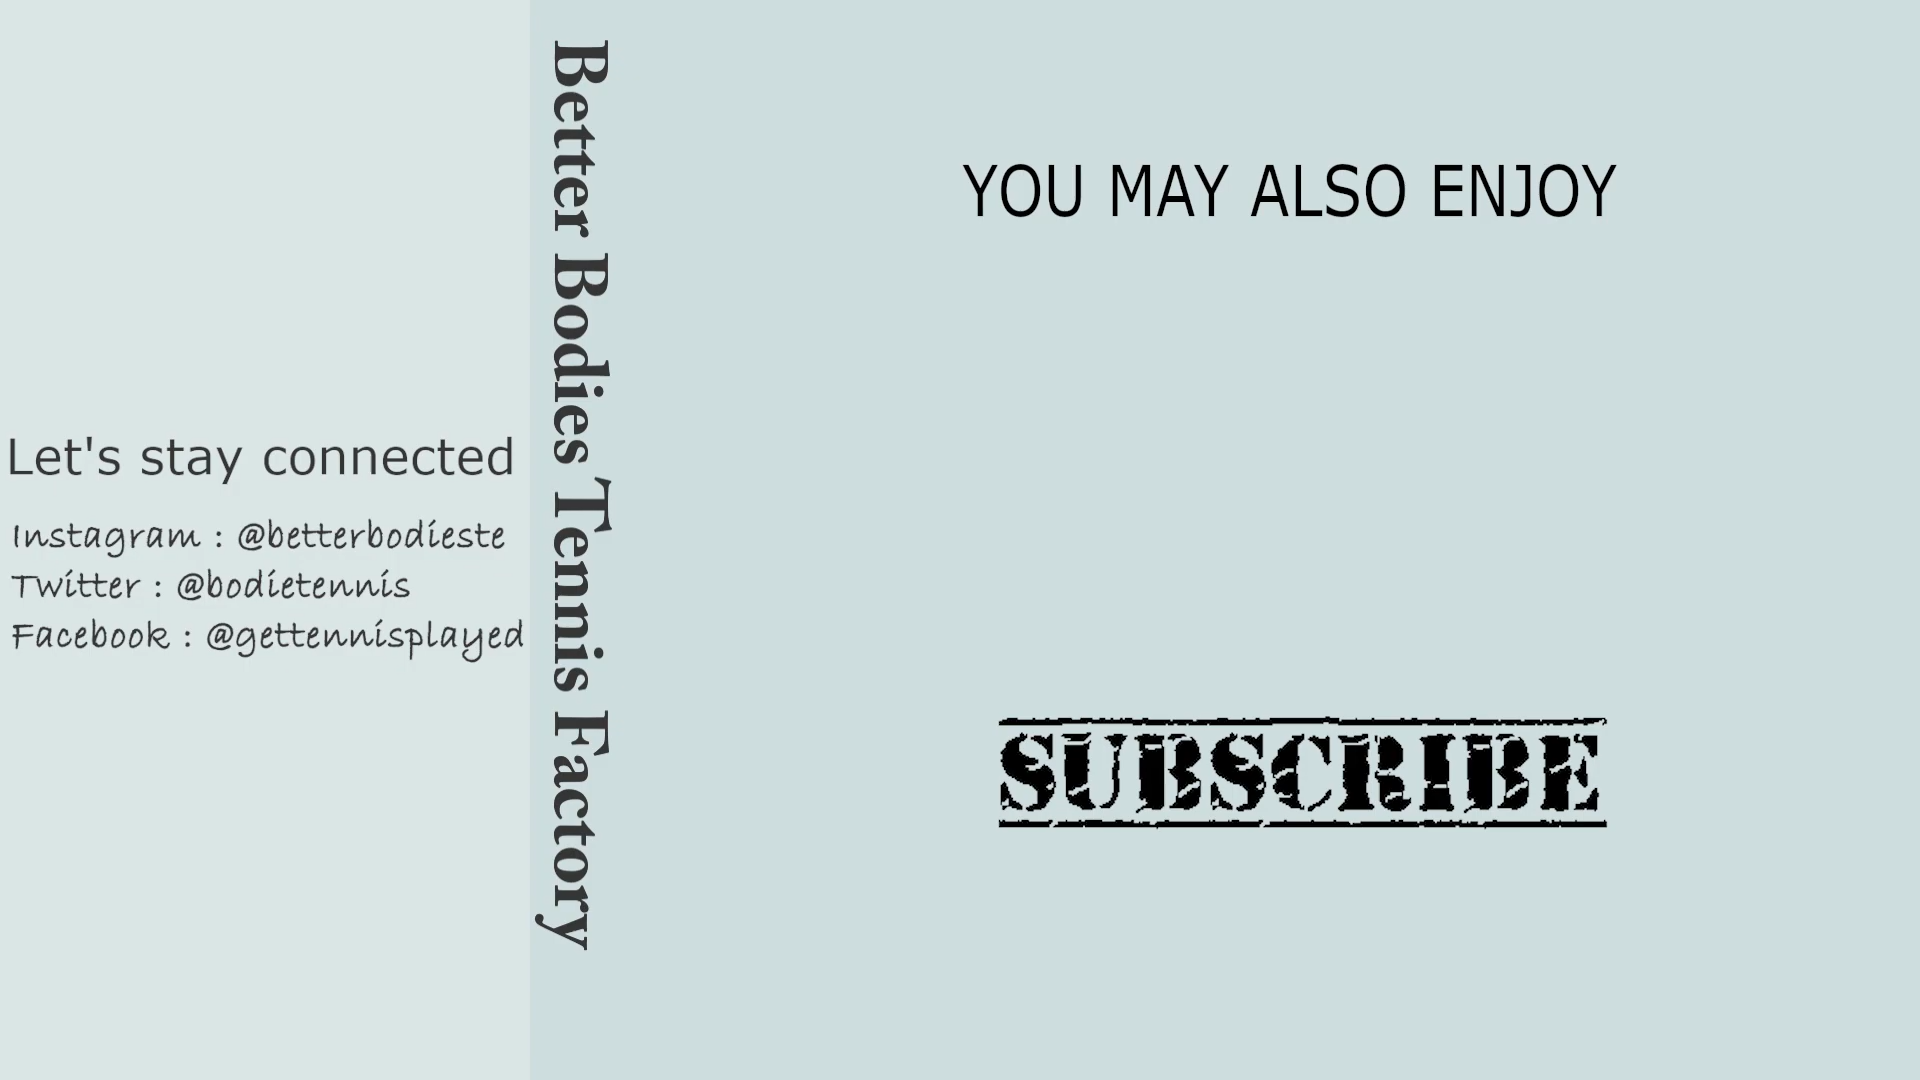 Let's stay connected
Instagram : @betterbodieste
Twitter : @bodietennis
Facebook : @gettennisplayed
Better Bodies Tennis Factory
YOU MAY ALSO ENJOY
SUBSCRIBE